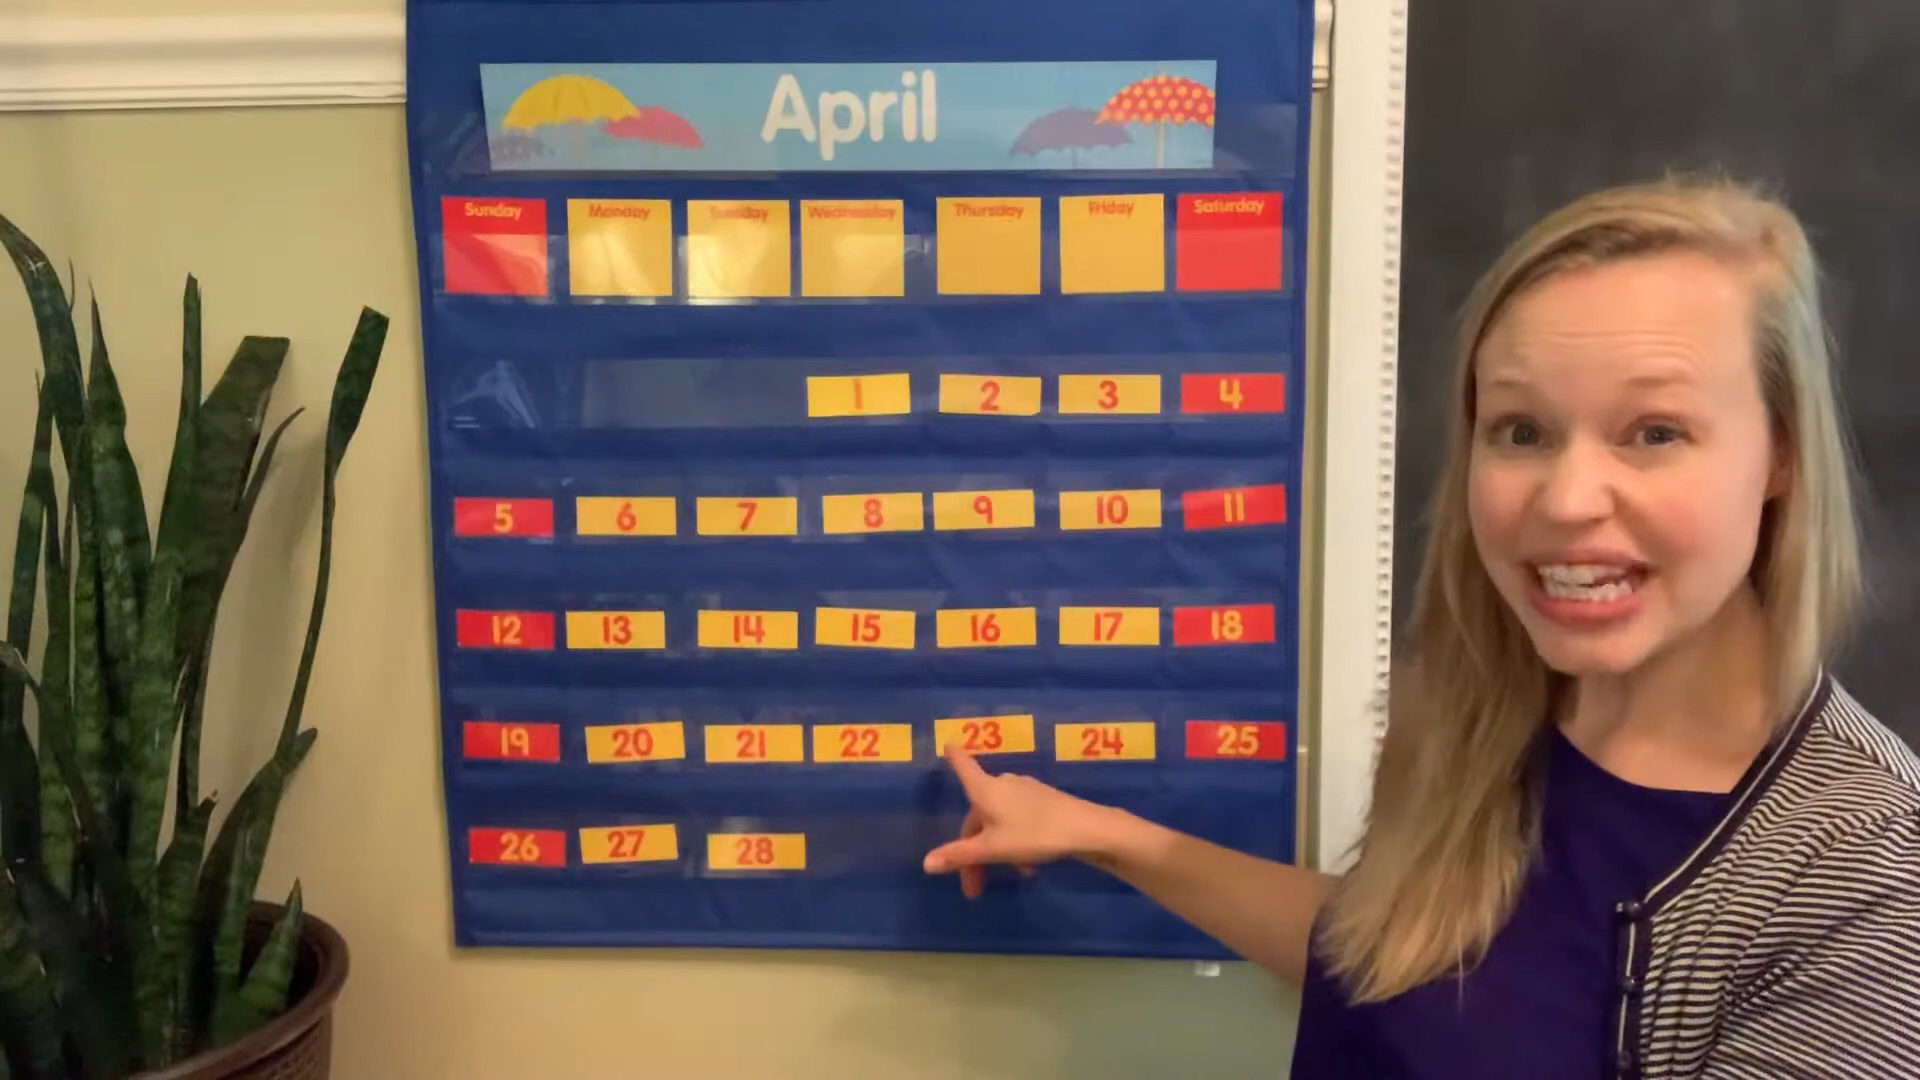 April
Sunday Monday Tuesday Wednesday Thursday Friday Saturday
1 2 3 4
5 6 7 8 9 10 11
12 13 14 15 16 17 18
19 20 21 22 23 24 25
26 27 28